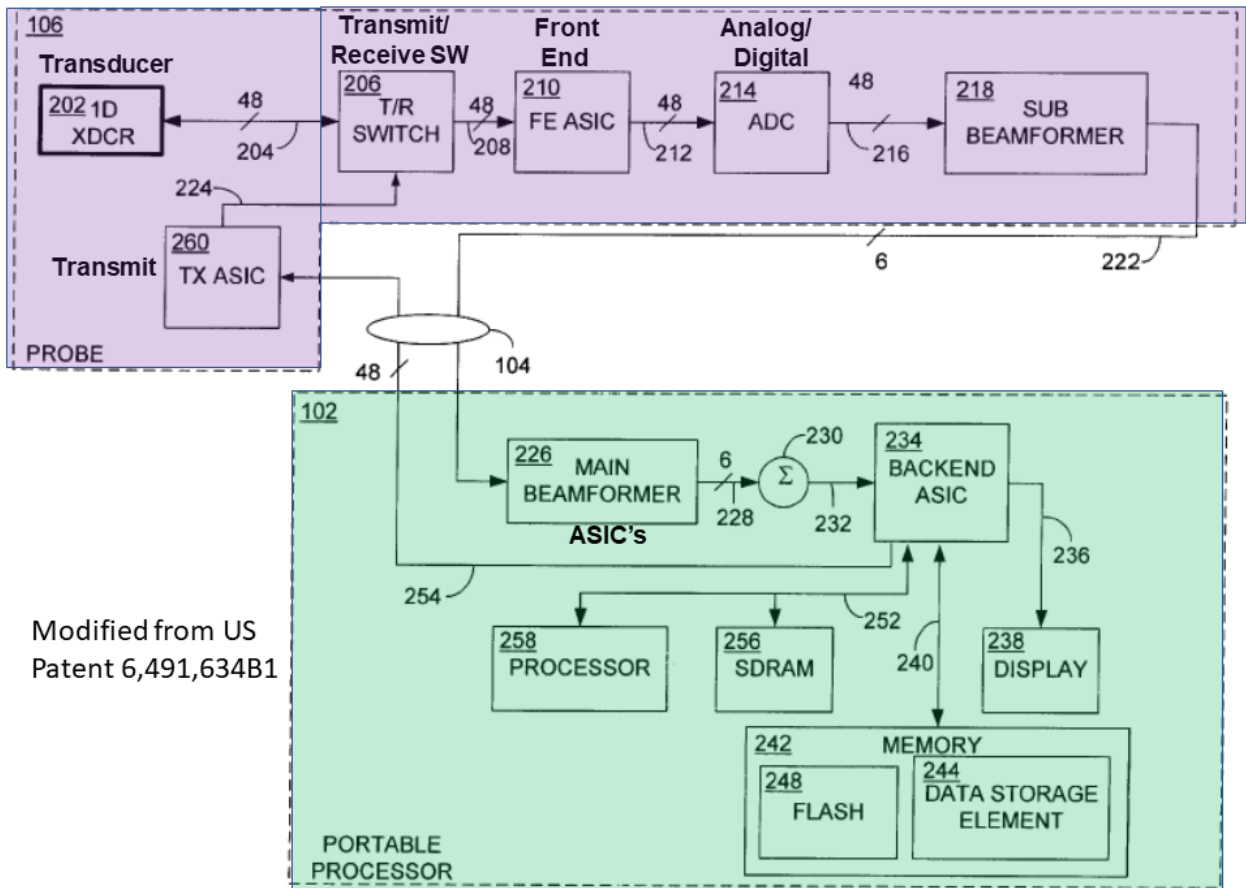 106
Transducer
202 1D
XDCR
48
204
Transmit/
Receive SW
206
T/R
SWITCH
48
208
Front
End
210
FE ASIC
48
212
Analog/
Digital
214
ADC
48
216
218
SUB
BEAMFORMER
224
260
TX ASIC
Transmit
PROBE
6
222
104
48
102
226
MAIN
BEAMFORMER
ASIC's
6
228
230
Σ
232
234
BACKEND
ASIC
236
254
252
240
258
PROCESSOR
256
SDRAM
238
DISPLAY
242
MEMORY
248
FLASH
244
DATA STORAGE
ELEMENT
PORTABLE
PROCESSOR
Modified from US
Patent 6,491,634B1